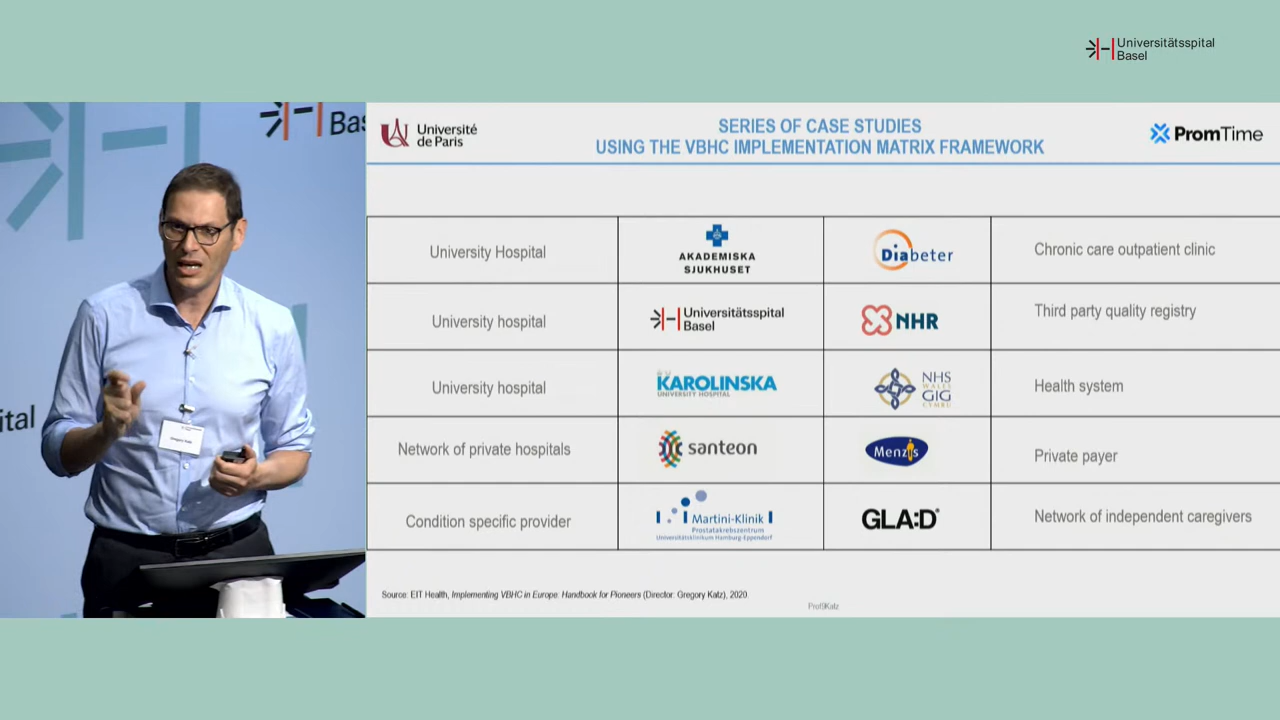 Universitätsspital
Basel
Bas
ital
Université
de Paris
SERIES OF CASE STUDIES
USING THE VBHC IMPLEMENTATION MATRIX FRAMEWORK
PromTime
University Hospital
AKADEMISKA
SJUKHUSET
Diabeter
Chronic care outpatient clinic
University hospital
Universitätsspital
Basel
NHR
Third party quality registry
University hospital
KAROLINSKA
UNIVERSITY HOSPITAL
NHS
WALES
GIG
CYMRU
Health system
Network of private hospitals
santeon
Menzis
Private payer
Condition specific provider
Martini-Klinik
Prostatakrebszentrum
Universitätsklinikum Hamburg-Eppendorf
GLA:D®
Network of independent caregivers
Source: EIT Health, Implementing VBHC in Europe: Handbook for Pioneers (Director: Gregory Katz), 2020.